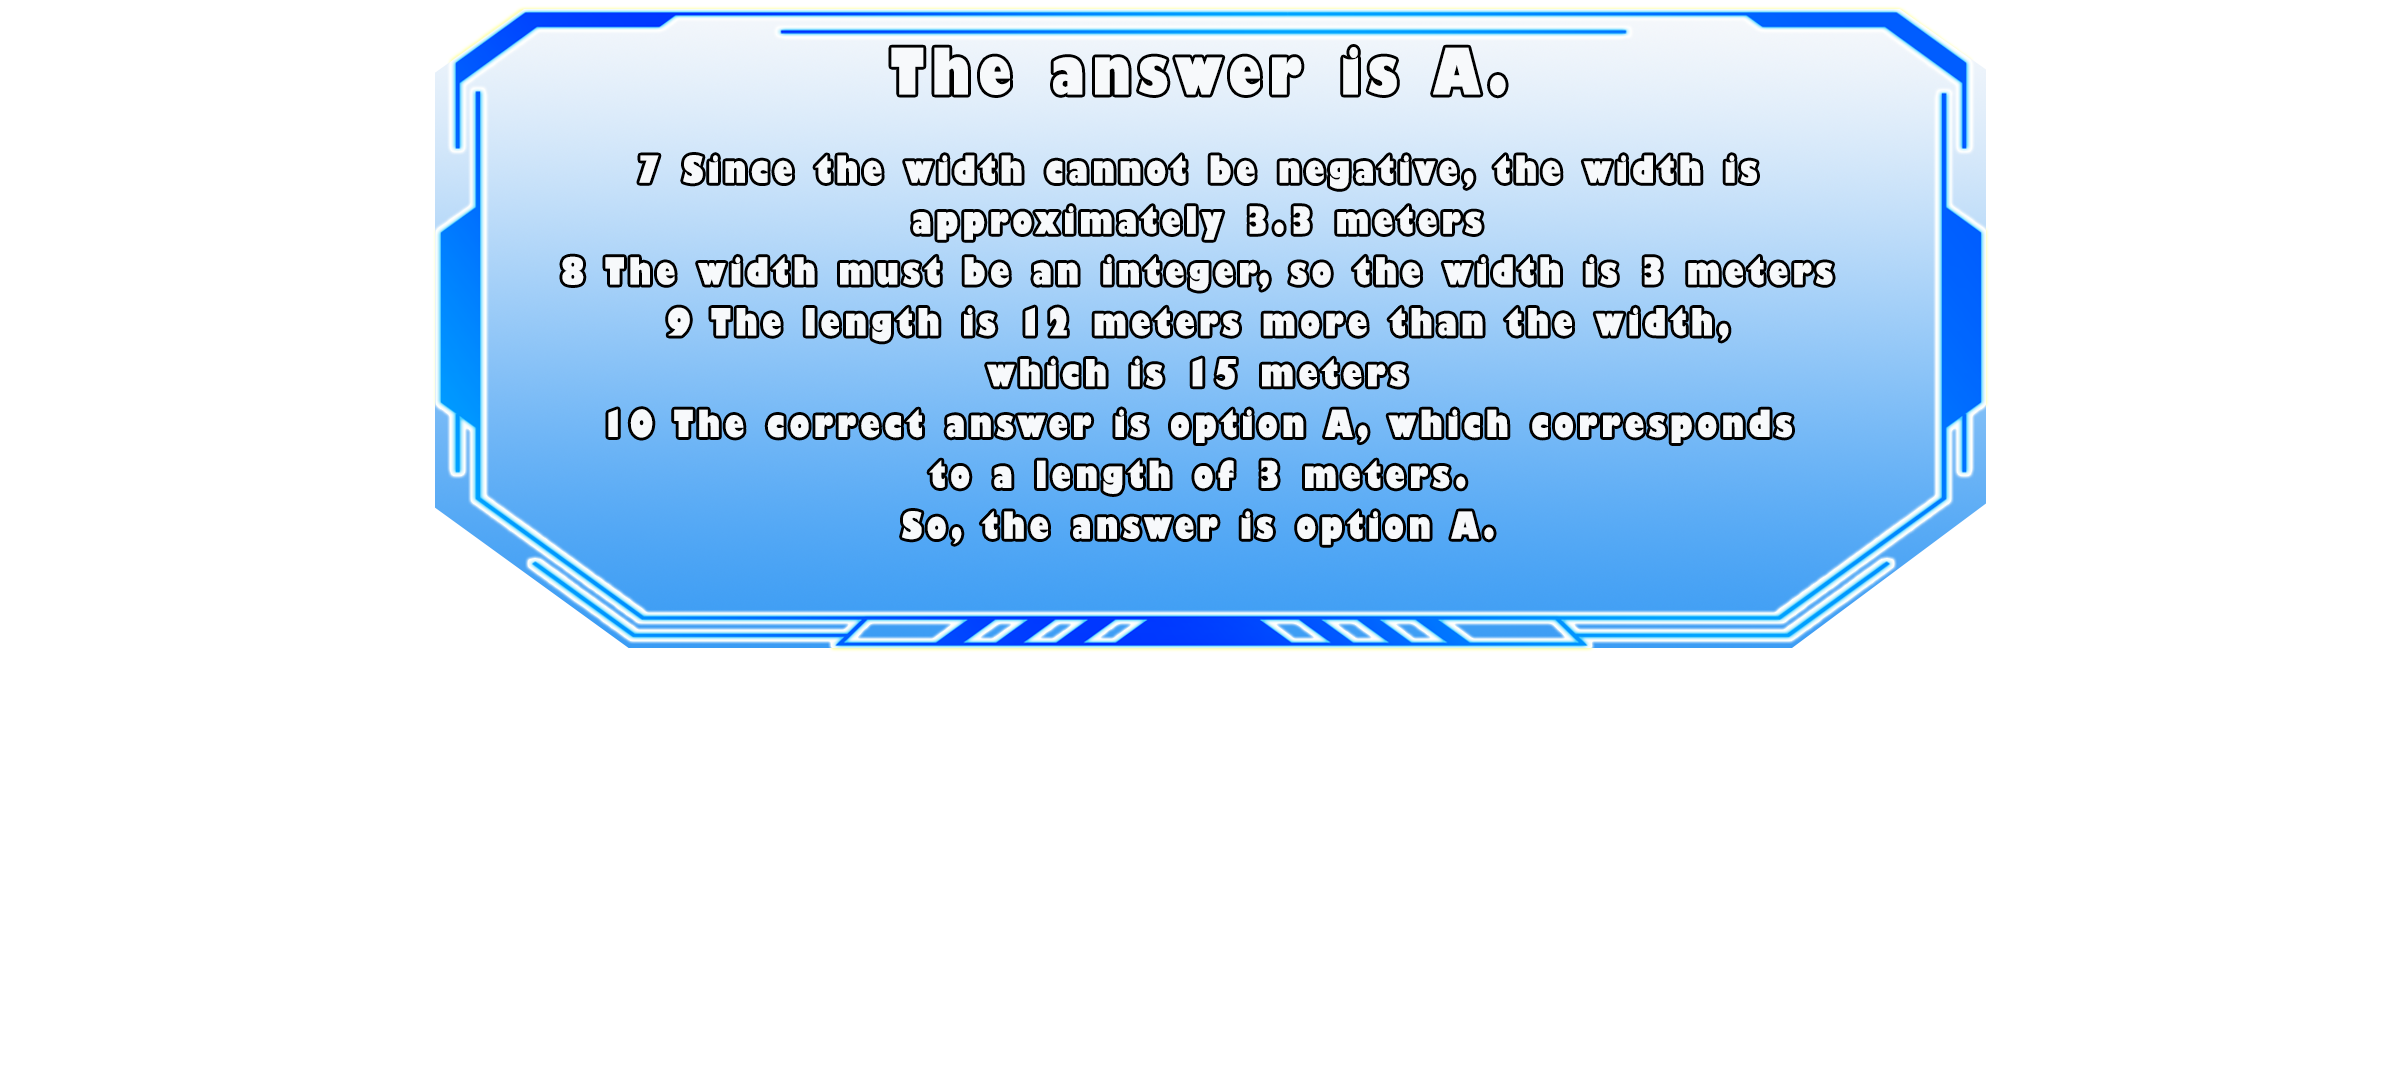 The answer is A.
7 Since the width cannot be negative, the width is
approximately 3.3 meters
8 The width must be an integer, so the width is 3 meters
9 The length is 12 meters more than the width,
which is 15 meters
10 The correct answer is option A, which corresponds
to a length of 3 meters.
So, the answer is option A.